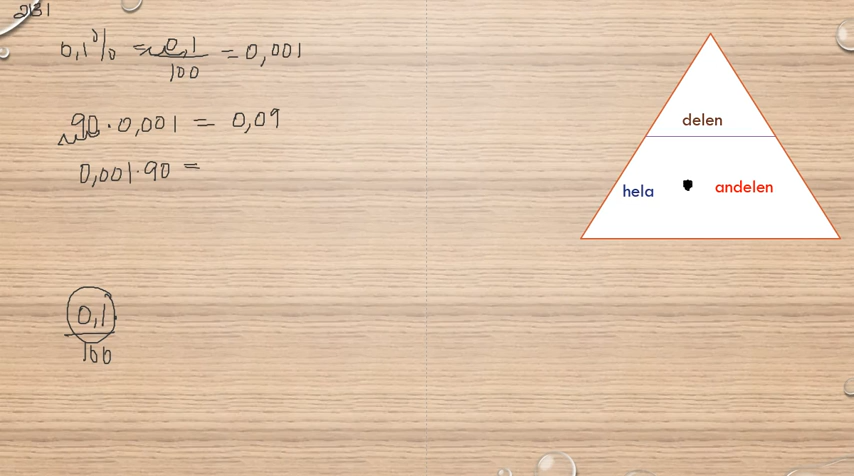 2131
0,1% = 0,1/100 = 0,001
90 · 0,001 = 0,09
0,001 · 90 =
0,1/100
delen
hela · andelen